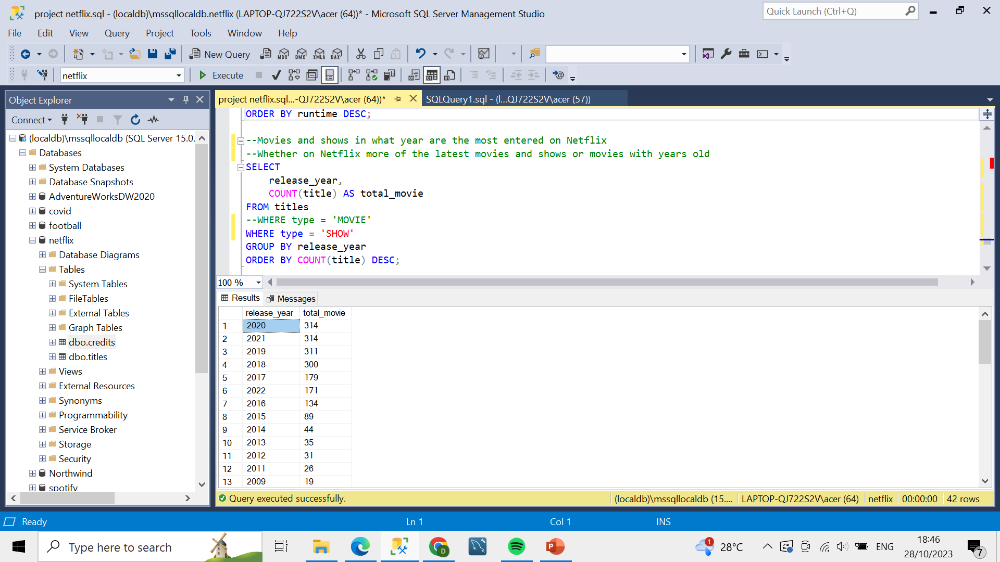 project netflix.sql - (localdb)\mssqllocaldb.netflix (LAPTOP-QJ722S2V\acer (64))* - Microsoft SQL Server Management Studio
Quick Launch (Ctrl+Q)
File Edit View Query Project Tools Window Help
New Query MDX DMX XMLA DAX
netflix Execute
Object Explorer
Connect
(localdb)\mssqllocaldb (SQL Server 15.0.
Databases
System Databases
Database Snapshots
AdventureWorksDW2020
covid
football
netflix
Database Diagrams
Tables
System Tables
FileTables
External Tables
Graph Tables
dbo.credits
dbo.titles
Views
External Resources
Synonyms
Programmability
Service Broker
Storage
Security
Northwind
spotify
project netflix.sql...-QJ722S2V\acer (64))* SQLQuery1.sql - (l...QJ722S2V\acer (57))
ORDER BY runtime DESC;
--Movies and shows in what year are the most entered on Netflix
--Whether on Netflix more of the latest movies and shows or movies with years old
SELECT
release_year,
COUNT(title) AS total_movie
FROM titles
--WHERE type = 'MOVIE'
WHERE type = 'SHOW'
GROUP BY release_year
ORDER BY COUNT(title) DESC;
100 %
Results Messages
release_year total_movie
1 2020 314
2 2021 314
3 2019 311
4 2018 300
5 2017 179
6 2022 171
7 2016 134
8 2015 89
9 2014 44
10 2013 35
11 2012 31
12 2011 26
13 2009 19
Query executed successfully. (localdb)\mssqllocaldb (15.... LAPTOP-QJ722S2V\acer (64) netflix 00:00:00 42 rows
Ready Ln 1 Col 1 INS
Type here to search
D
P
1
28°C
ENG
18:46
28/10/2023
7